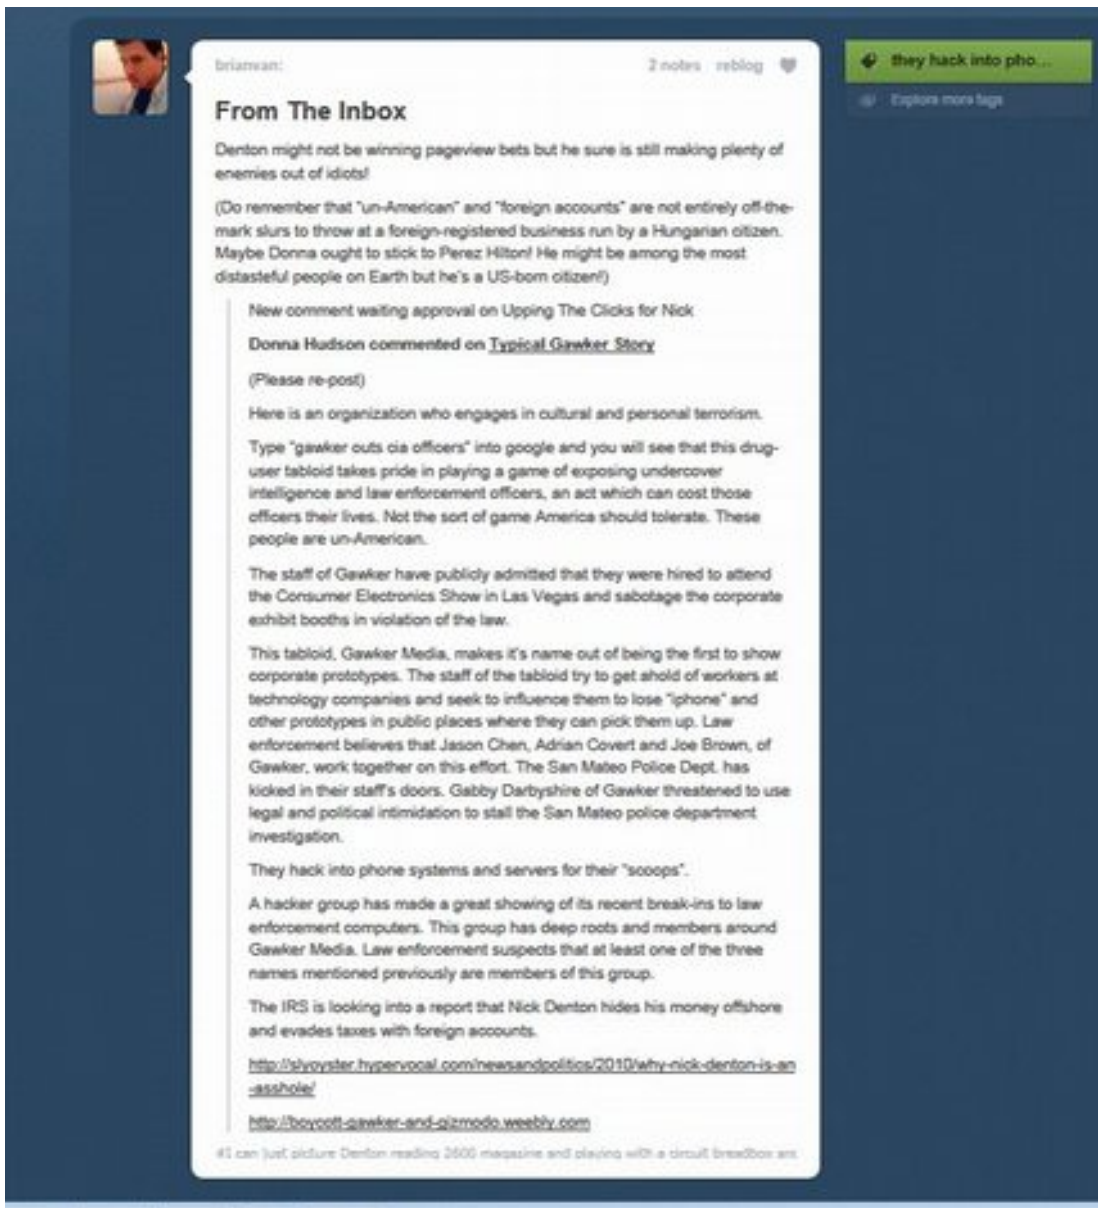 brianvan:
2 notes reblog
they hack into pho...
Explore more tags
From The Inbox
Denton might not be winning pageview bets but he sure is still making plenty of
enemies out of idiots!
(Do remember that "un-American" and "foreign accounts" are not entirely off-the-
mark slurs to throw at a foreign-registered business run by a Hungarian citizen.
Maybe Donna ought to stick to Perez Hilton! He might be among the most
distasteful people on Earth but he's a US-born citizen!)
New comment waiting approval on Upping The Clicks for Nick
Donna Hudson commented on Typical Gawker Story
(Please re-post)
Here is an organization who engages in cultural and personal terrorism.
Type "gawker outs cia officers" into google and you will see that this drug-
user tabloid takes pride in playing a game of exposing undercover
intelligence and law enforcement officers, an act which can cost those
officers their lives. Not the sort of game America should tolerate. These
people are un-American.
The staff of Gawker have publicly admitted that they were hired to attend
the Consumer Electronics Show in Las Vegas and sabotage the corporate
exhibit booths in violation of the law.
This tabloid, Gawker Media, makes it's name out of being the first to show
corporate prototypes. The staff of the tabloid try to get ahold of workers at
technology companies and seek to influence them to lose "iphone" and
other prototypes in public places where they can pick them up. Law
enforcement believes that Jason Chen, Adrian Covert and Joe Brown, of
Gawker, work together on this effort. The San Mateo Police Dept. has
kicked in their staff's doors. Gabby Darbyshire of Gawker threatened to use
legal and political intimidation to stall the San Mateo police department
investigation.
They hack into phone systems and servers for their "scoops".
A hacker group has made a great showing of its recent break-ins to law
enforcement computers. This group has deep roots and members around
Gawker Media. Law enforcement suspects that at least one of the three
names mentioned previously are members of this group.
The IRS is looking into a report that Nick Denton hides his money offshore
and evades taxes with foreign accounts.
http://slyoyster.hypervocal.com/newsandpolitics/2010/why-nick-denton-is-an
-asshole/
http://boycott-gawker-and-gizmodo.weebly.com
#I can just picture Denton reading 2600 magazine and playing with a circuit breadbox and